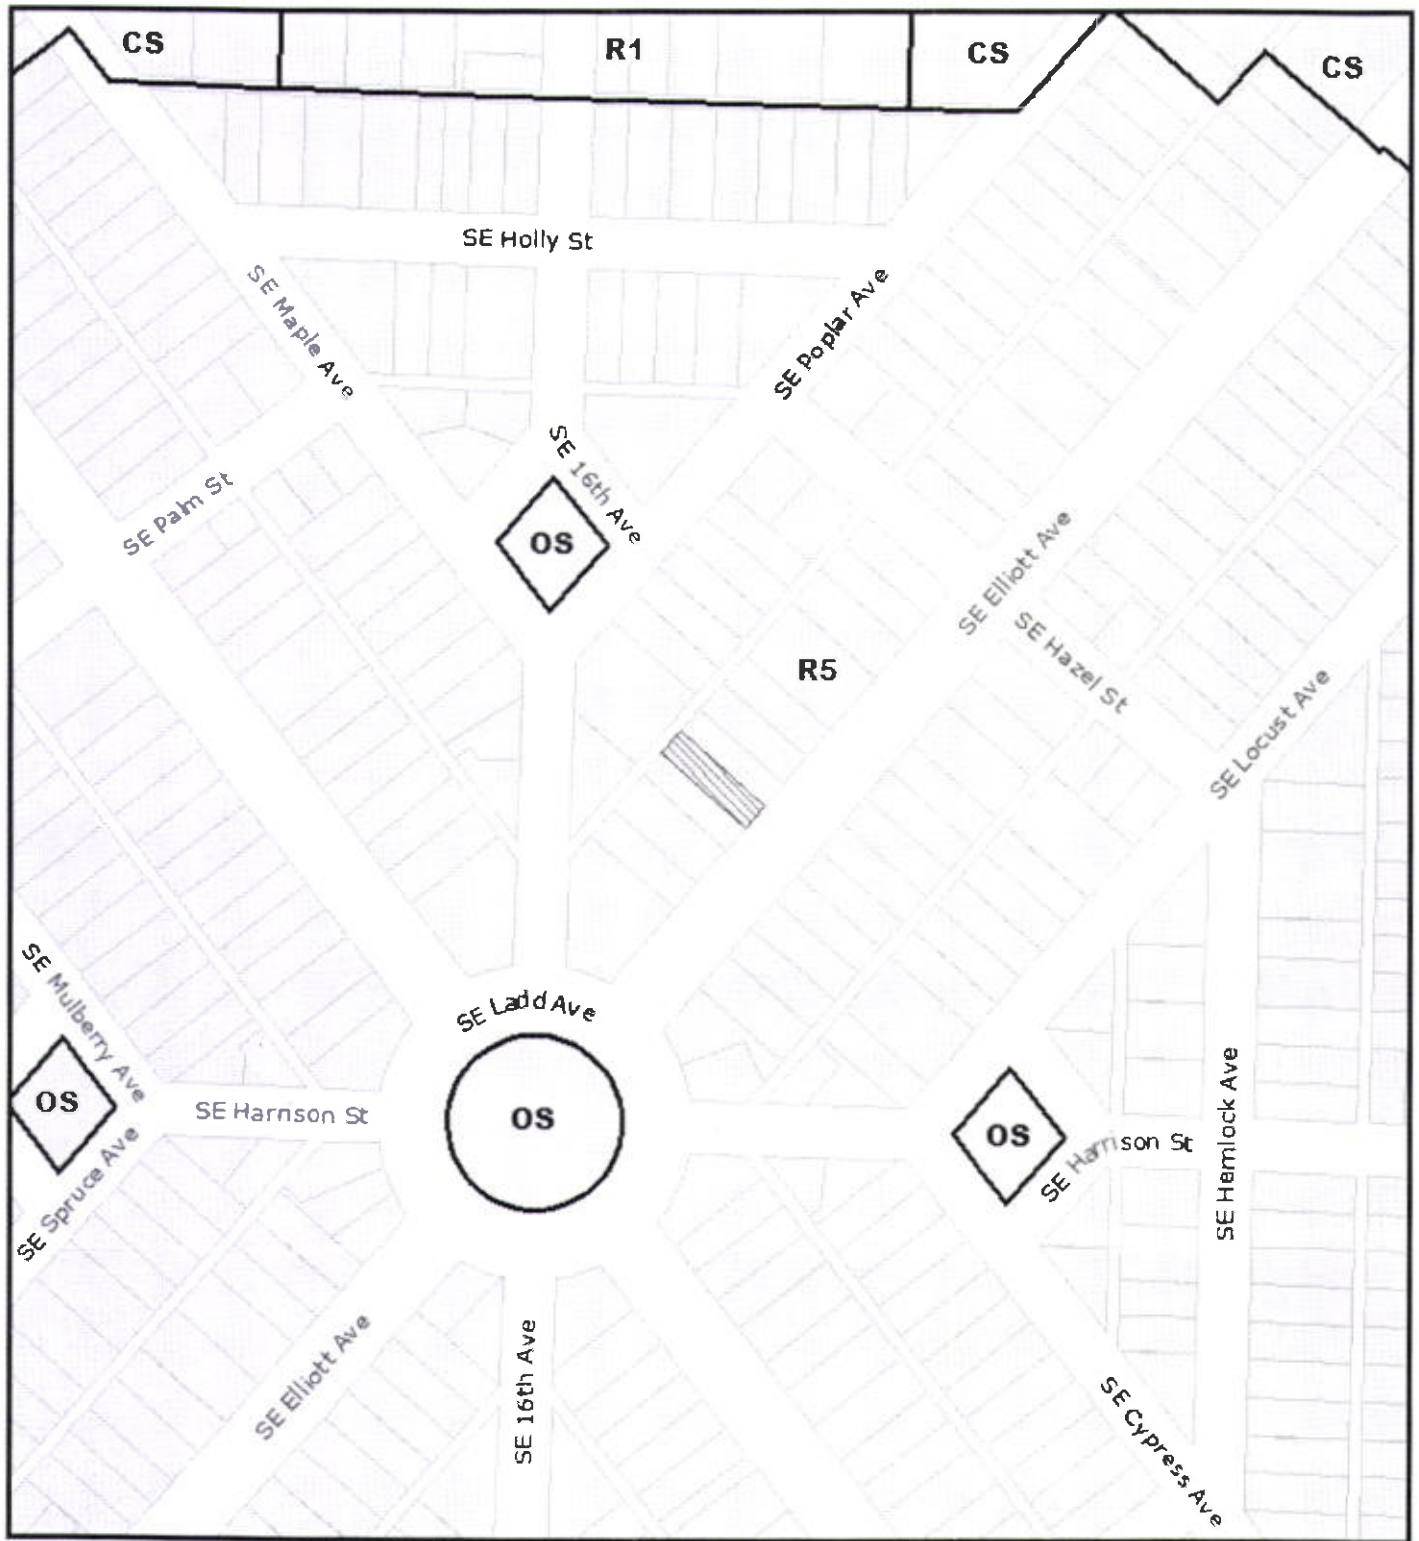 CS
R1
CS
CS
SE Holly St
SE Maple Ave
SE Poplar Ave
SE Palm St
SE 16th Ave
OS
SE Elliott Ave
SE Hazel St
R5
SE Locust Ave
SE Mulberry Ave
SE Ladd Ave
OS
SE Harrison St
OS
OS
SE Harrison St
SE Hemlock Ave
SE Spruce Ave
SE Elliott Ave
SE 16th Ave
SE Cypress Ave